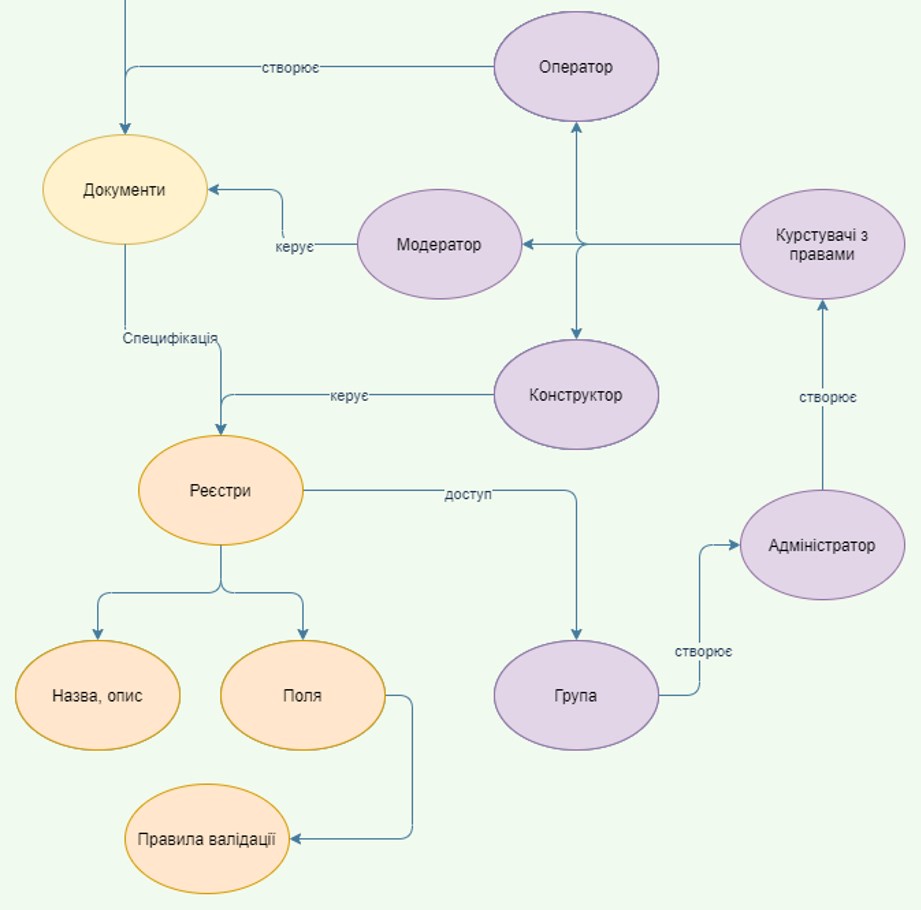 Оператор
створює
Документи
Модератор
керує
Курстувачі з
правами
Специфікація
Конструктор
керує
створює
Реєстри
доступ
Адміністратор
створює
Назва, опис
Поля
Група
Правила валідації